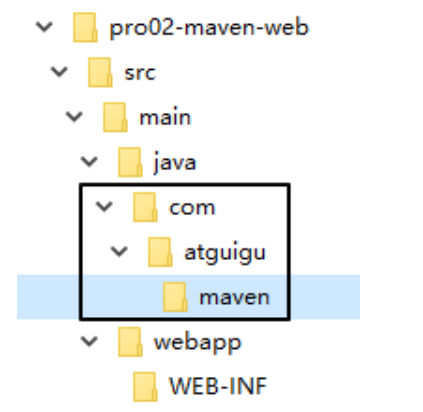 pro02-maven-web
src
main
java
com
atguigu
maven
webapp
WEB-INF